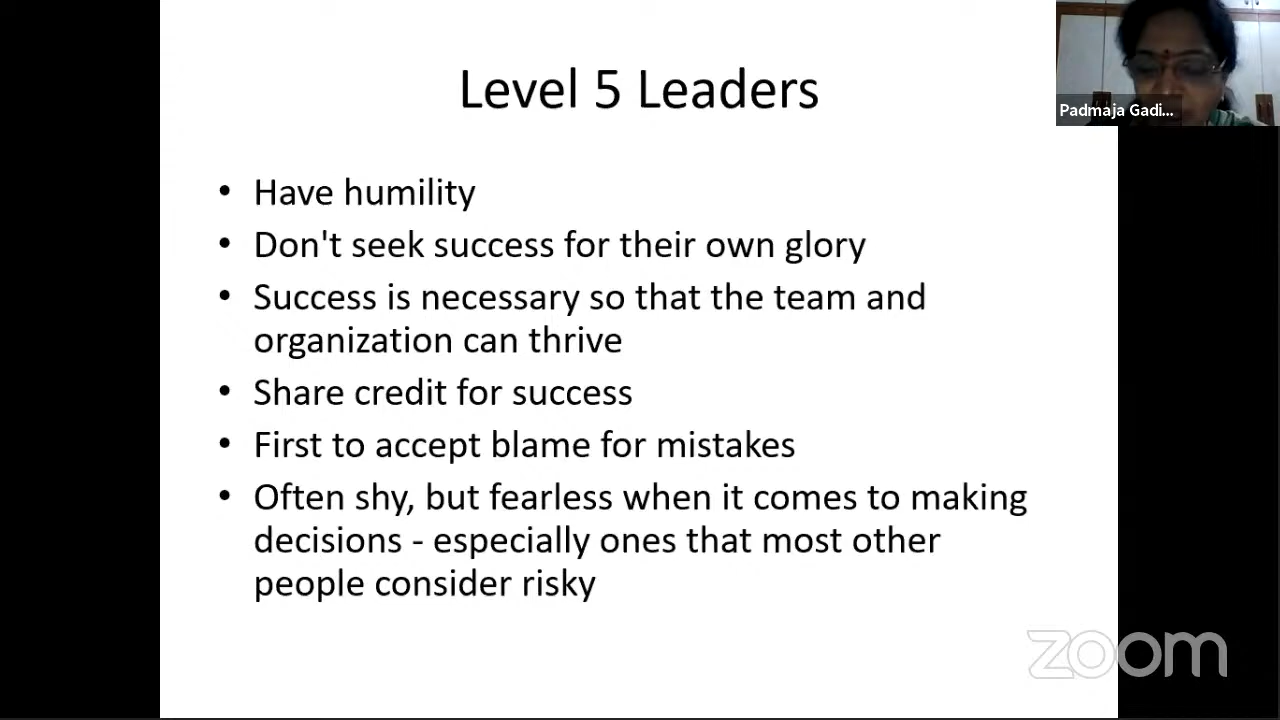 Level 5 Leaders
Padmaja Gadi...
• Have humility
• Don't seek success for their own glory
• Success is necessary so that the team and
organization can thrive
• Share credit for success
• First to accept blame for mistakes
• Often shy, but fearless when it comes to making
decisions - especially ones that most other
people consider risky
zoom